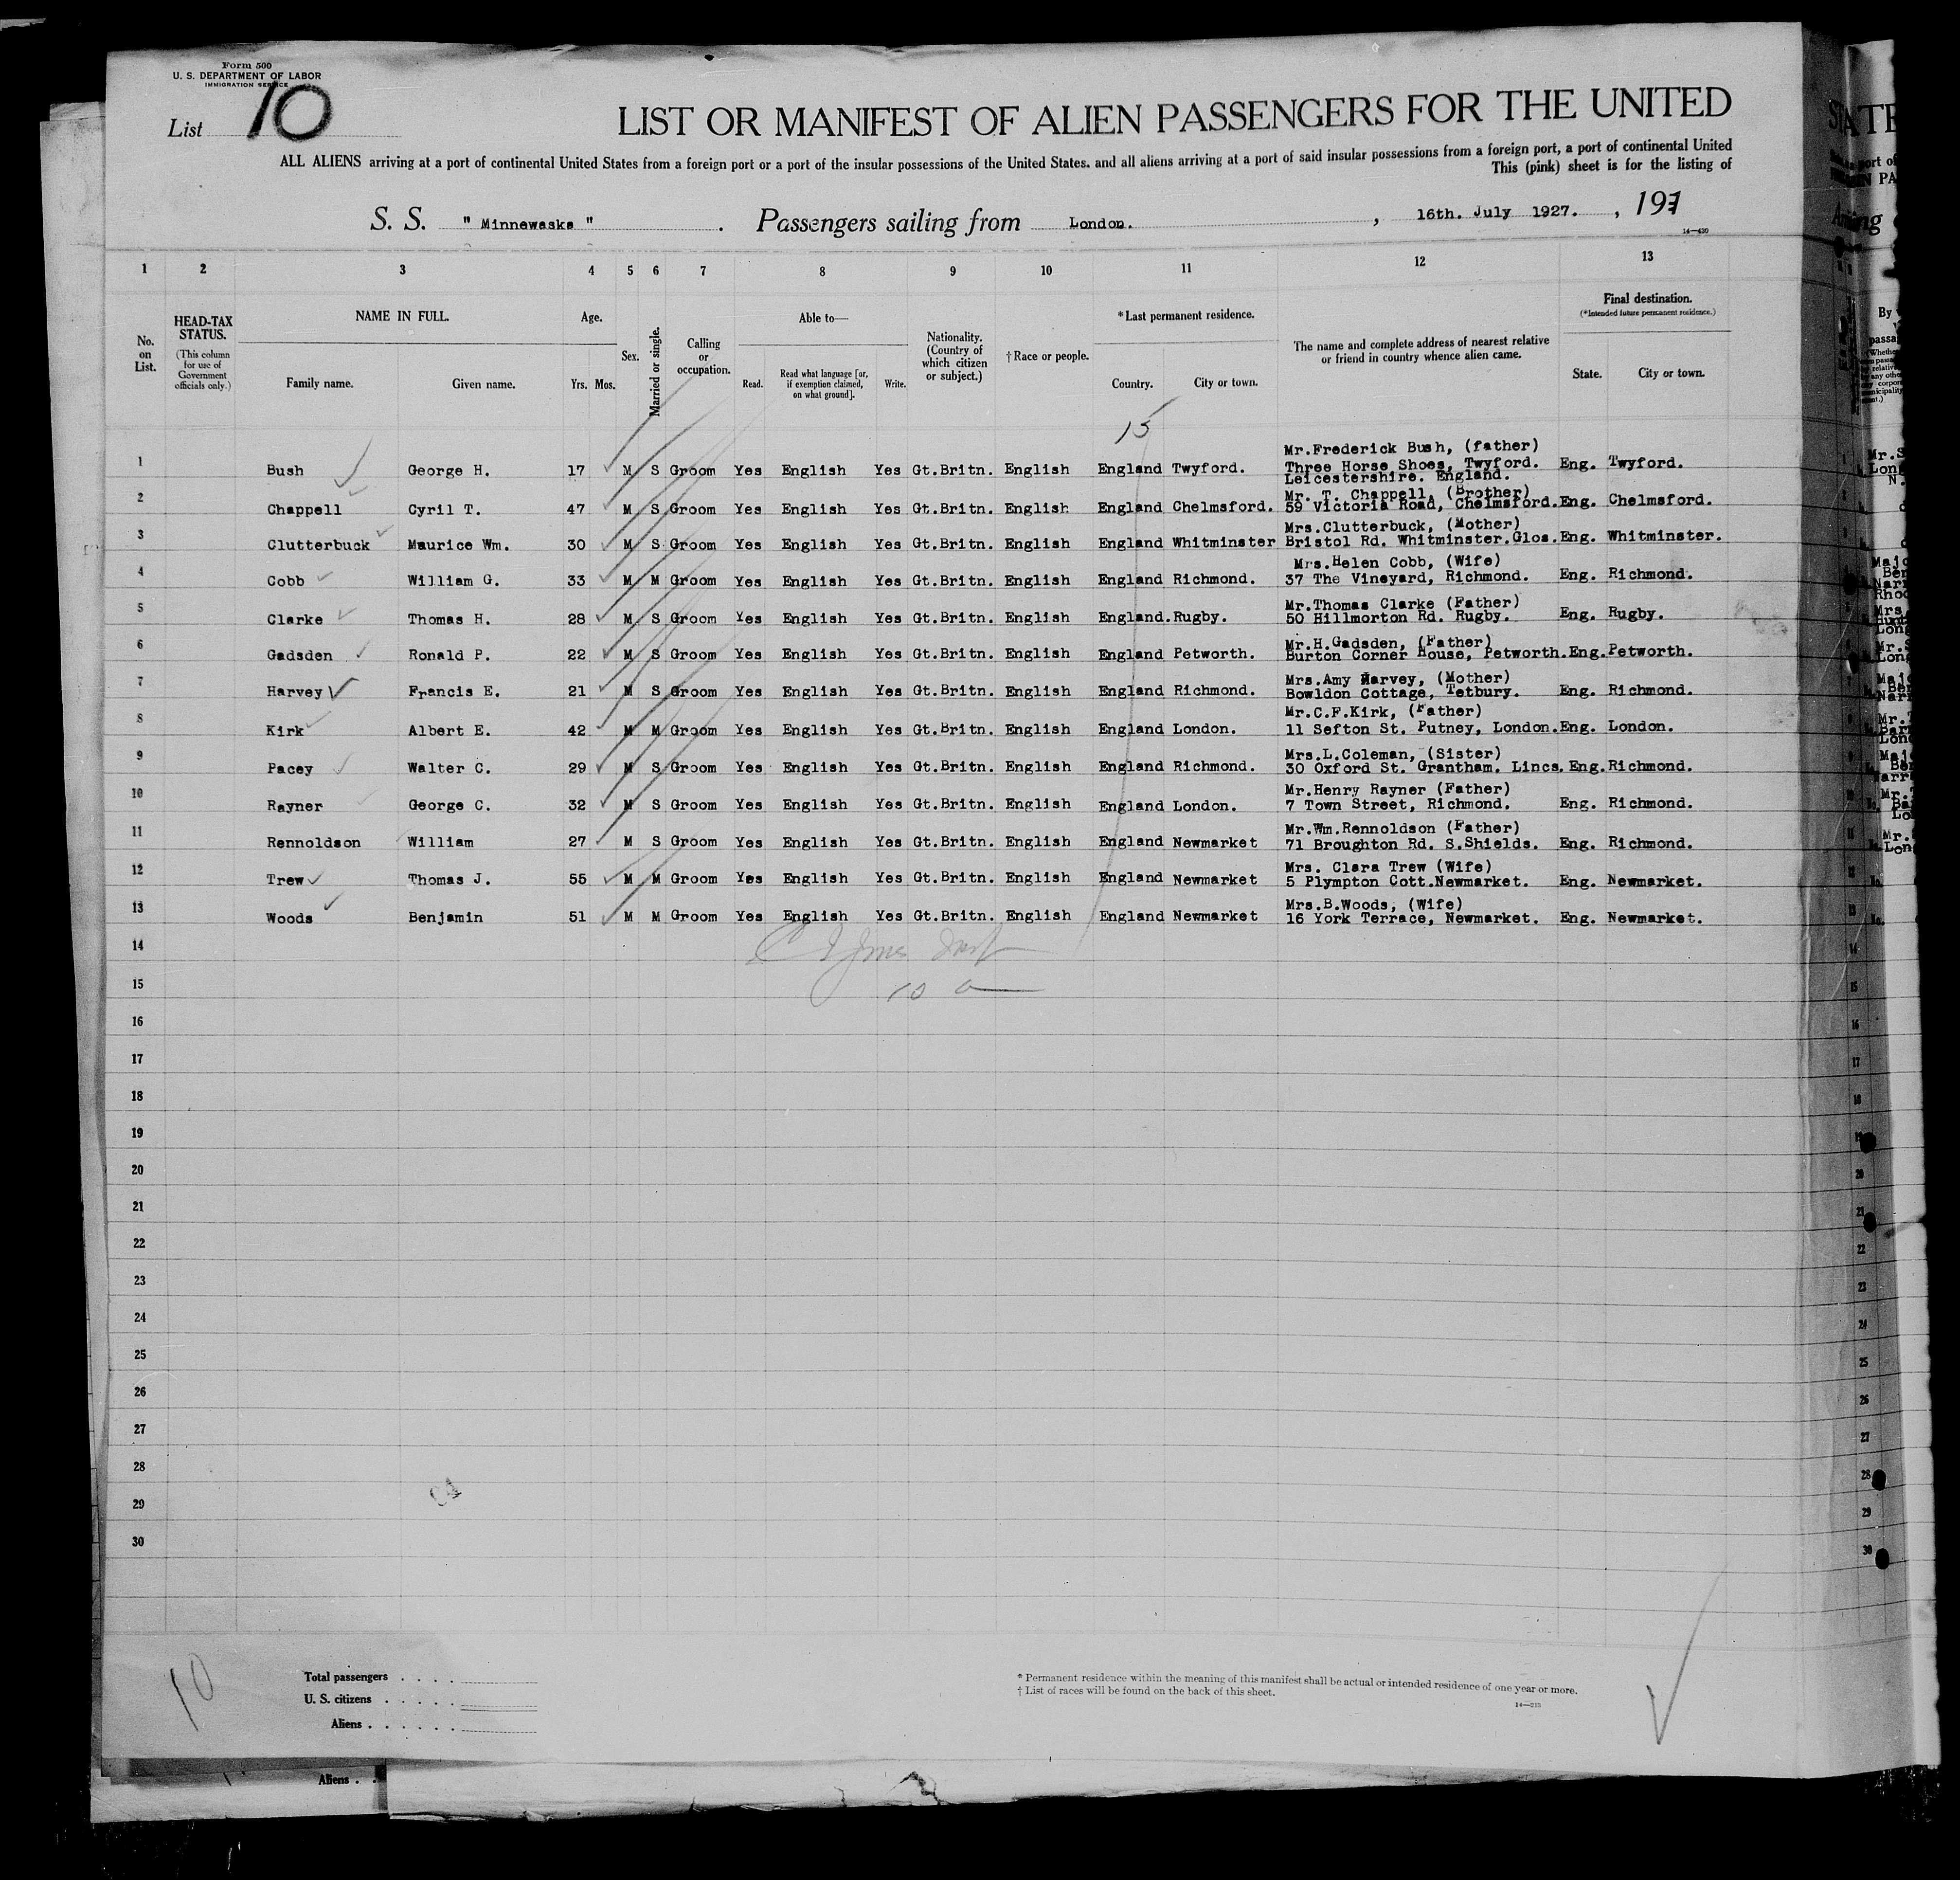 Form 500
U. S. DEPARTMENT OF LABOR
IMMIGRATION SERVICE
List 10
LIST OR MANIFEST OF ALIEN PASSENGERS FOR THE UNITED
ALL ALIENS arriving at a port of continental United States from a foreign port or a port of the insular possessions of the United States, and all aliens arriving at a port of said insular possessions from a foreign port, a port of continental United
This (pink) sheet is for the listing of
S. S. " Minnewaska " . Passengers sailing from London. , 16th. July 1927. , 19
14—430
1 2 3 4 5 6 7 8 9 10 11 12 13
No. on List.
HEAD-TAX STATUS.
(This column for use of Government officials only.)
NAME IN FULL.
Family name. Given name.
Age.
Yrs. Mos.
Sex.
Married or single.
Calling or occupation.
Able to—
Read. Read what language [or, if exemption claimed, on what ground]. Write.
Nationality. (Country of which citizen or subject.)
†Race or people.
*Last permanent residence.
Country. City or town.
The name and complete address of nearest relative or friend in country whence alien came.
Final destination.
(*Intended future permanent residence.)
State. City or town.
15
Mr.Frederick Bush, (father)
1 Bush George H. 17 M S Groom Yes English Yes Gt.Britn. English England Twyford. Three Horse Shoes, Twyford. Eng. Twyford.
Leicestershire. England.
Mr. T. Chappell, (Brother)
2 Chappell Cyril T. 47 M S Groom Yes English Yes Gt.Britn. English England Chelmsford. 59 Victoria Road, Chelmsford. Eng. Chelmsford.
Mrs.Clutterbuck, (Mother)
3 Clutterbuck Maurice Wm. 30 M S Groom Yes English Yes Gt.Britn. English England Whitminster Bristol Rd. Whitminster.Glos. Eng. Whitminster.
Mrs.Helen Cobb, (Wife)
4 Cobb William G. 33 M M Groom Yes English Yes Gt.Britn. English England Richmond. 37 The Vineyard, Richmond. Eng. Richmond.
Mr.Thomas Clarke (Father)
5 Clarke Thomas H. 28 M S Groom Yes English Yes Gt.Britn. English England. Rugby. 50 Hillmorton Rd. Rugby. Eng. Rugby.
Mr.H.Gadsden, (Father)
6 Gadsden Ronald P. 22 M S Groom Yes English Yes Gt.Britn. English England Petworth. Burton Corner House, Petworth. Eng. Petworth.
Mrs.Amy Harvey, (Mother)
7 Harvey Francis E. 21 M S Groom Yes English Yes Gt.Britn. English England Richmond. Bowldon Cottage, Tetbury. Eng. Richmond.
Mr.C.F.Kirk, (Father)
8 Kirk Albert E. 42 M M Groom Yes English Yes Gt.Britn. English England London. 11 Sefton St. Putney, London. Eng. London.
Mrs.L.Coleman, (Sister)
9 Pacey Walter C. 29 M S Groom Yes English Yes Gt.Britn. English England Richmond. 30 Oxford St. Grantham. Lincs. Eng. Richmond.
Mr.Henry Rayner (Father)
10 Rayner George C. 32 M S Groom Yes English Yes Gt.Britn. English England London. 7 Town Street, Richmond. Eng. Richmond.
Mr.Wm.Rennoldson (Father)
11 Rennoldson William 27 M S Groom Yes English Yes Gt.Britn. English England Newmarket 71 Broughton Rd. S.Shields. Eng. Richmond.
Mrs. Clara Trew (Wife)
12 Trew Thomas J. 55 M M Groom Yes English Yes Gt.Britn. English England Newmarket 5 Plympton Cott.Newmarket. Eng. Newmarket.
Mrs.B.Woods, (Wife)
13 Woods Benjamin 51 M M Groom Yes English Yes Gt.Britn. English England Newmarket 16 York Terrace, Newmarket. Eng. Newmarket.
14
15
16
17
18
19
20
21
22
23
24
25
26
27
28
29
30
10
Total passengers . . . .
U. S. citizens . . . . .
Aliens . . . . . .
* Permanent residence within the meaning of this manifest shall be actual or intended residence of one year or more.
† List of races will be found on the back of this sheet.
Aliens . .